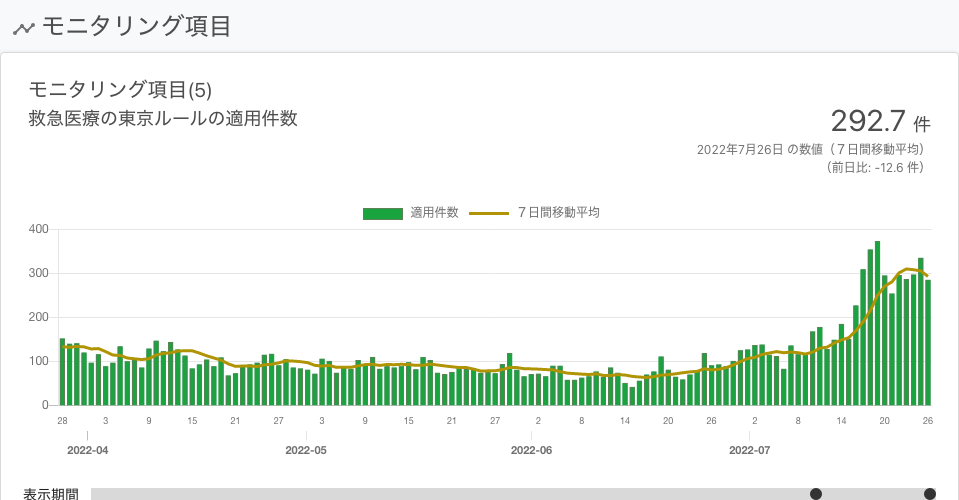 モニタリング項目
モニタリング項目(5)
救急医療の東京ルールの適用件数
292.7 件
2022年7月26日 の数値（７日間移動平均）
（前日比: -12.6 件）
適用件数 ７日間移動平均
400
300
200
100
0
28 3 9 15 21 27 3 9 15 21 27 2 8 14 20 26 2 8 14 20 26
2022-04 2022-05 2022-06 2022-07
表示期間